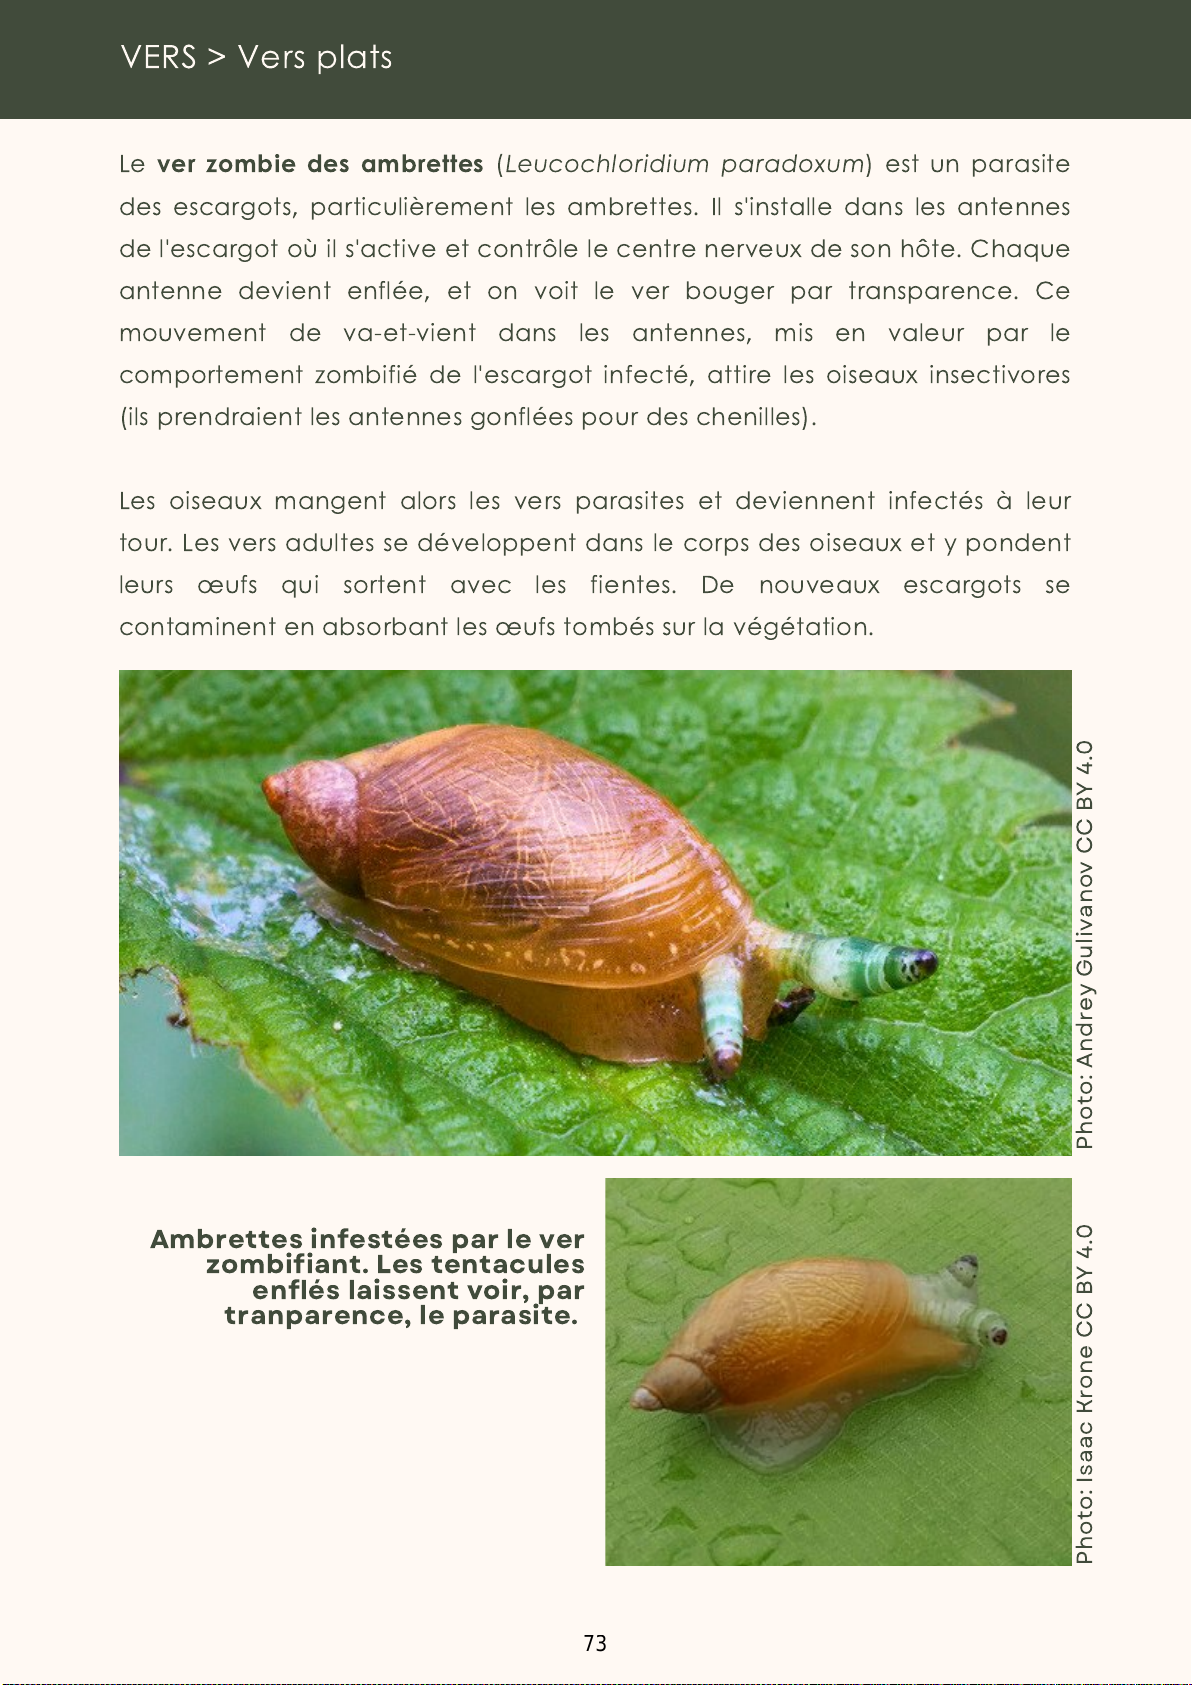 VERS > Vers plats
Le ver zombie des ambrettes (Leucochloridium paradoxum) est un parasite
des escargots, particulièrement les ambrettes. Il s'installe dans les antennes
de l'escargot où il s'active et contrôle le centre nerveux de son hôte. Chaque
antenne devient enflée, et on voit le ver bouger par transparence. Ce
mouvement de va-et-vient dans les antennes, mis en valeur par le
comportement zombifié de l'escargot infecté, attire les oiseaux insectivores
(ils prendraient les antennes gonflées pour des chenilles).
Les oiseaux mangent alors les vers parasites et deviennent infectés à leur
tour. Les vers adultes se développent dans le corps des oiseaux et y pondent
leurs œufs qui sortent avec les fientes. De nouveaux escargots se
contaminent en absorbant les œufs tombés sur la végétation.
Photo: Andrey Gulivanov CC BY 4.0
Ambrettes infestées par le ver
zombifiant. Les tentacules
enflés laissent voir, par
tranparence, le parasite.
Photo: Isaac Krone CC BY 4.0
73